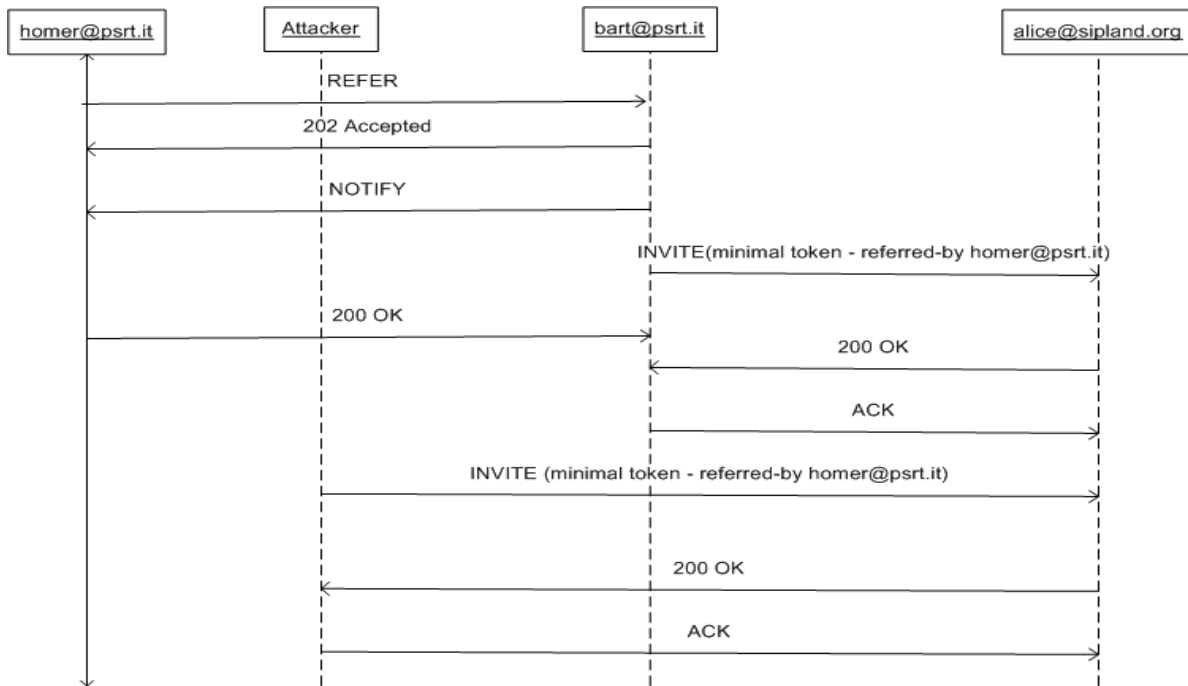 homer@psrt.it
Attacker
bart@psrt.it
alice@sipland.org
REFER
202 Accepted
NOTIFY
INVITE(minimal token - referred-by homer@psrt.it)
200 OK
200 OK
ACK
INVITE (minimal token - referred-by homer@psrt.it)
200 OK
ACK